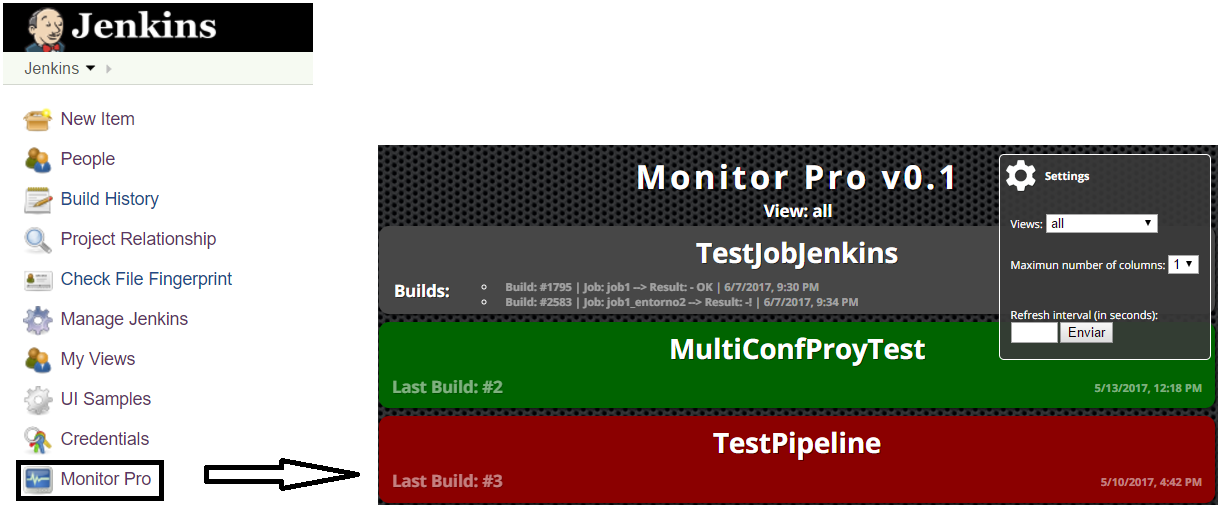 Jenkins
Jenkins
New Item
People
Build History
Project Relationship
Check File Fingerprint
Manage Jenkins
My Views
UI Samples
Credentials
Monitor Pro
Monitor Pro v0.1
View: all
Settings
Views: all
Maximun number of columns: 1
Refresh interval (in seconds):
Enviar
TestJobJenkins
Builds:
Build: #1795 | Job: job1 --> Result: - OK | 6/7/2017, 9:30 PM
Build: #2583 | Job: job1_entorno2 --> Result: -! | 6/7/2017, 9:34 PM
MultiConfProyTest
Last Build: #2 5/13/2017, 12:18 PM
TestPipeline
Last Build: #3 5/10/2017, 4:42 PM